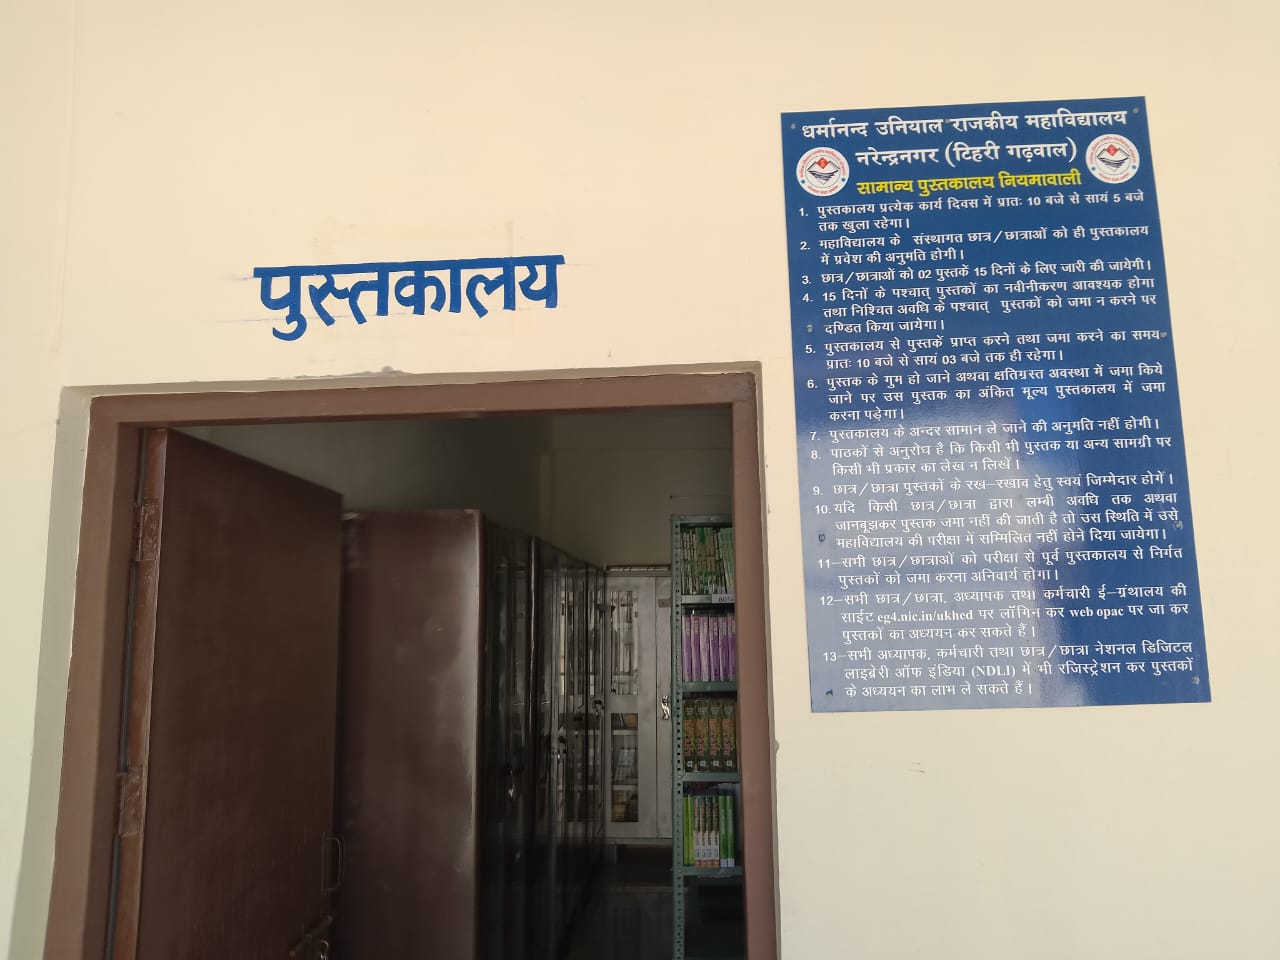 पुस्तकालय
धर्मानन्द उनियाल राजकीय महाविद्यालय
नरेन्द्रनगर (टिहरी गढ़वाल)
सामान्य पुस्तकालय नियमावाली
1. पुस्तकालय प्रत्येक कार्य दिवस में प्रातः 10 बजे से सायं 5 बजे
तक खुला रहेगा।
2. महाविद्यालय के संस्थागत छात्र/छात्राओं को ही पुस्तकालय
में प्रवेश की अनुमति होगी।
3. छात्र/छात्राओं को 02 पुस्तकें 15 दिनों के लिए जारी की जायेगी।
4. 15 दिनों के पश्चात् पुस्तकों का नवीनीकरण आवश्यक होगा
तथा निश्चित अवधि के पश्चात् पुस्तकों को जमा न करने पर
दण्डित किया जायेगा।
5. पुस्तकालय से पुस्तकें प्राप्त करने तथा जमा करने का समय
प्रातः 10 बजे से सायं 03 बजे तक ही रहेगा।
6. पुस्तक के गुम हो जाने अथवा क्षतिग्रस्त अवस्था में जमा किये
जाने पर उस पुस्तक का अंकित मूल्य पुस्तकालय में जमा
करना पड़ेगा।
7. पुस्तकालय के अन्दर सामान ले जाने की अनुमति नहीं होगी।
8. पाठकों से अनुरोध है कि किसी भी पुस्तक या अन्य सामग्री पर
किसी भी प्रकार का लेख न लिखें।
9. छात्र/छात्रा पुस्तकों के रख–रखाव हेतु स्वयं जिम्मेदार होगें।
10. यदि किसी छात्र/छात्रा द्वारा लम्बी अवधि तक अथवा
जानबूझकर पुस्तक जमा नहीं की जाती है तो उस स्थिति में उसे
महाविद्यालय की परीक्षा में सम्मिलित नहीं होने दिया जायेगा।
11–सभी छात्र/छात्राओं को परीक्षा से पूर्व पुस्तकालय से निर्गत
पुस्तकों को जमा करना अनिवार्य होगा।
12–सभी छात्र/छात्रा, अध्यापक तथा कर्मचारी ई–ग्रंथालय की
साईट eg4.nic.in/ukhed पर लॉगिन कर web opac पर जा कर
पुस्तकों का अध्ययन कर सकते हैं।
13–सभी अध्यापक, कर्मचारी तथा छात्र/छात्रा नेशनल डिजिटल
लाइब्रेरी ऑफ इंडिया (NDLI) में भी रजिस्ट्रेशन कर पुस्तकों
के अध्ययन का लाभ ले सकते हैं।